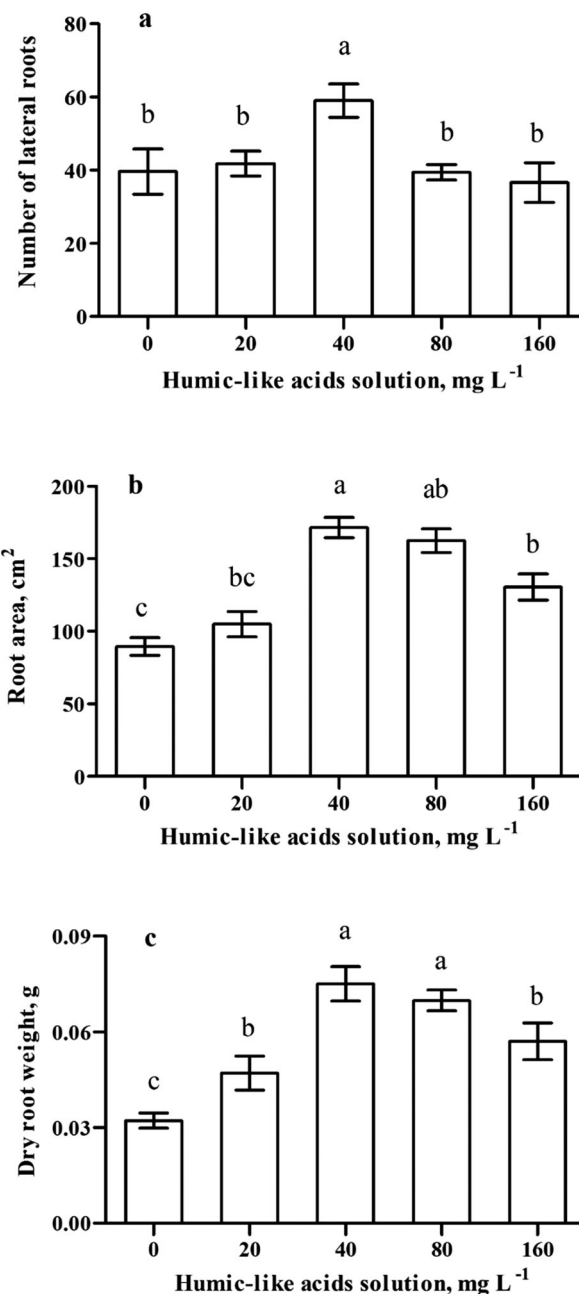 a
Number of lateral roots
80
60
40
20
0
b
b
a
b
b
0 20 40 80 160
Humic-like acids solution, mg L⁻¹
b
Root area, cm²
200
150
100
50
0
c
bc
a
ab
b
0 20 40 80 160
Humic-like acids solution, mg L⁻¹
c
Dry root weight, g
0.09
0.06
0.03
0.00
c
b
a
a
b
0 20 40 80 160
Humic-like acids solution, mg L⁻¹